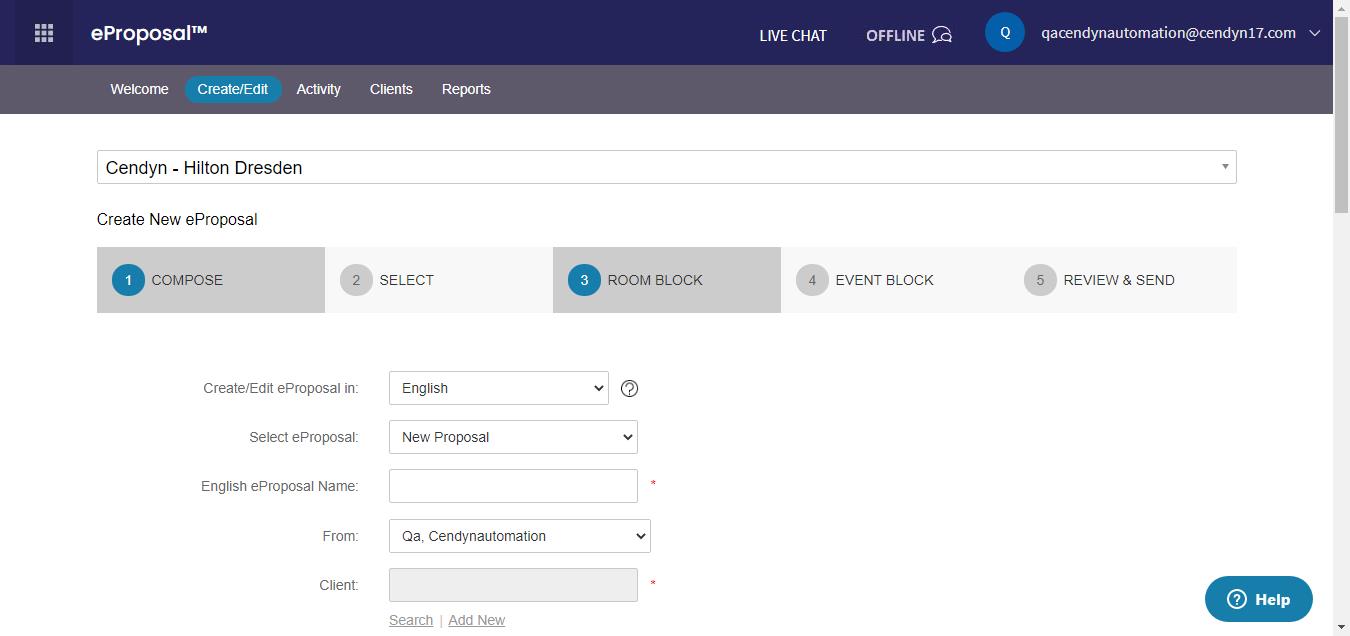 eProposal™
LIVE CHAT
OFFLINE
Q
qacendynautomation@cendyn17.com
Welcome
Create/Edit
Activity
Clients
Reports
Cendyn - Hilton Dresden
Create New eProposal
1 COMPOSE
2 SELECT
3 ROOM BLOCK
4 EVENT BLOCK
5 REVIEW & SEND
Create/Edit eProposal in:
English
?
Select eProposal:
New Proposal
English eProposal Name:
*
From:
Qa, Cendynautomation
Client:
*
Search | Add New
? Help